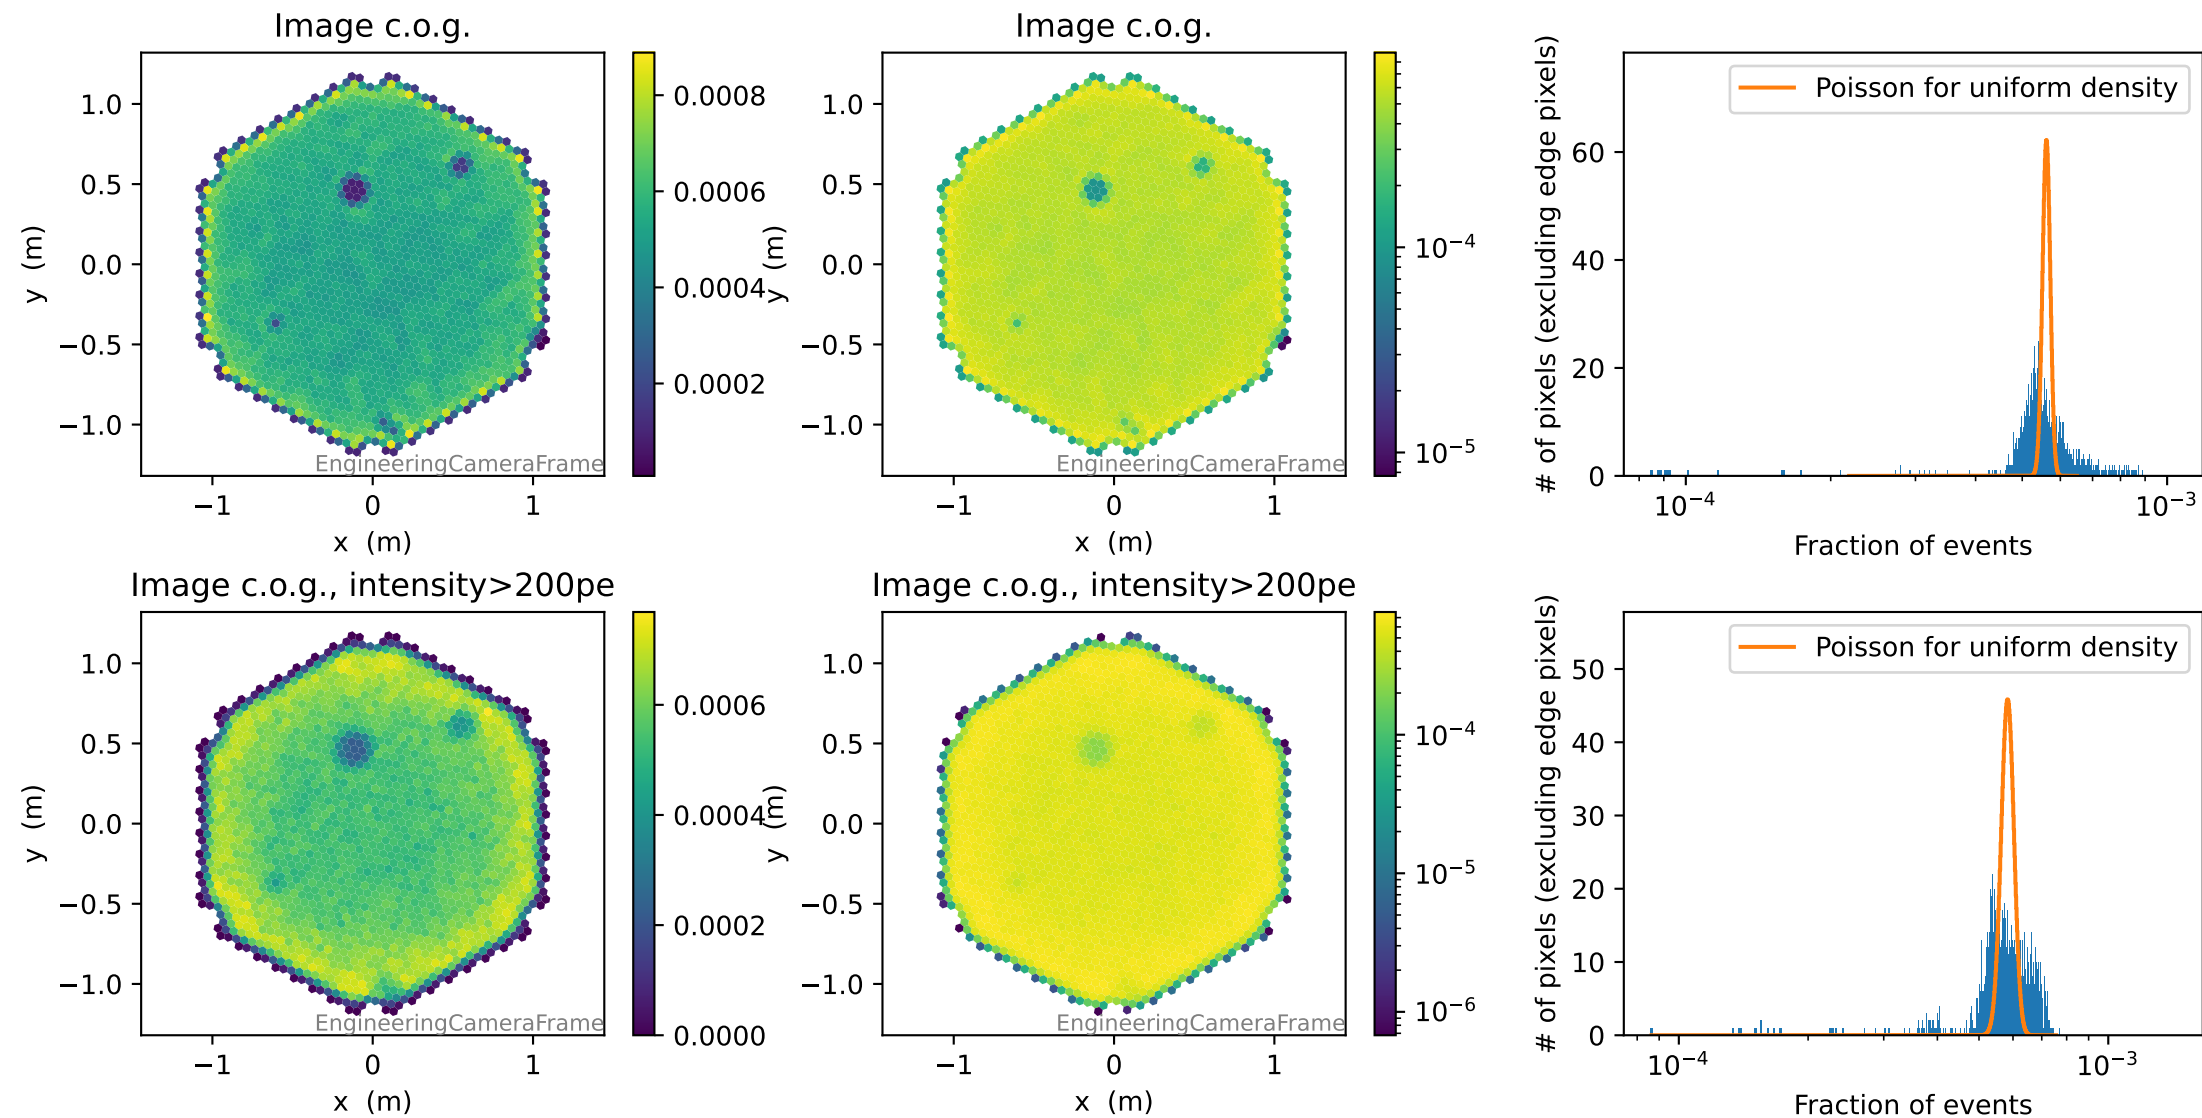 Image c.o.g.
1.0
0.5
0.0
−0.5
−1.0
y (m)
−1
0
1
x (m)
EngineeringCameraFrame
0.0008
0.0006
0.0004
0.0002
Image c.o.g.
1.0
0.5
0.0
−0.5
−1.0
y (m)
−1
0
1
x (m)
EngineeringCameraFrame
10⁻⁴
10⁻⁵
Poisson for uniform density
# of pixels (excluding edge pixels)
60
40
20
0
10⁻⁴
10⁻³
Fraction of events
Image c.o.g., intensity>200pe
1.0
0.5
0.0
−0.5
−1.0
y (m)
−1
0
1
x (m)
EngineeringCameraFrame
0.0006
0.0004
0.0002
0.0000
Image c.o.g., intensity>200pe
1.0
0.5
0.0
−0.5
−1.0
y (m)
−1
0
1
x (m)
EngineeringCameraFrame
10⁻⁴
10⁻⁵
10⁻⁶
Poisson for uniform density
# of pixels (excluding edge pixels)
50
40
30
20
10
0
10⁻⁴
10⁻³
Fraction of events